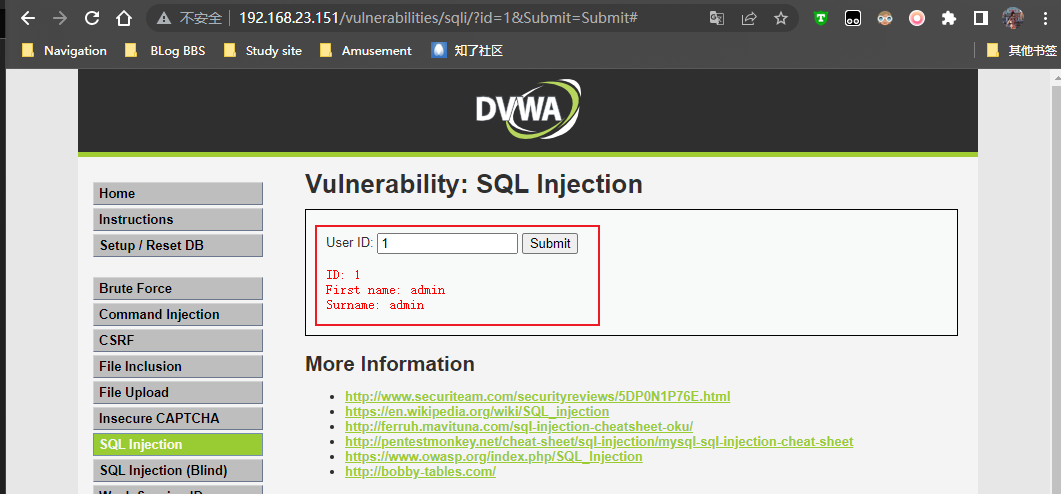 不安全 192.168.23.151/vulnerabilities/sqli/?id=1&Submit=Submit#
Navigation BLog BBS Study site Amusement 知了社区 其他书签
DVWA
Home
Instructions
Setup / Reset DB
Brute Force
Command Injection
CSRF
File Inclusion
File Upload
Insecure CAPTCHA
SQL Injection
SQL Injection (Blind)
Vulnerability: SQL Injection
User ID: 1 Submit
ID: 1
First name: admin
Surname: admin
More Information
http://www.securiteam.com/securityreviews/5DP0N1P76E.html
https://en.wikipedia.org/wiki/SQL_injection
http://ferruh.mavituna.com/sql-injection-cheatsheet-oku/
http://pentestmonkey.net/cheat-sheet/sql-injection/mysql-sql-injection-cheat-sheet
https://www.owasp.org/index.php/SQL_Injection
http://bobby-tables.com/